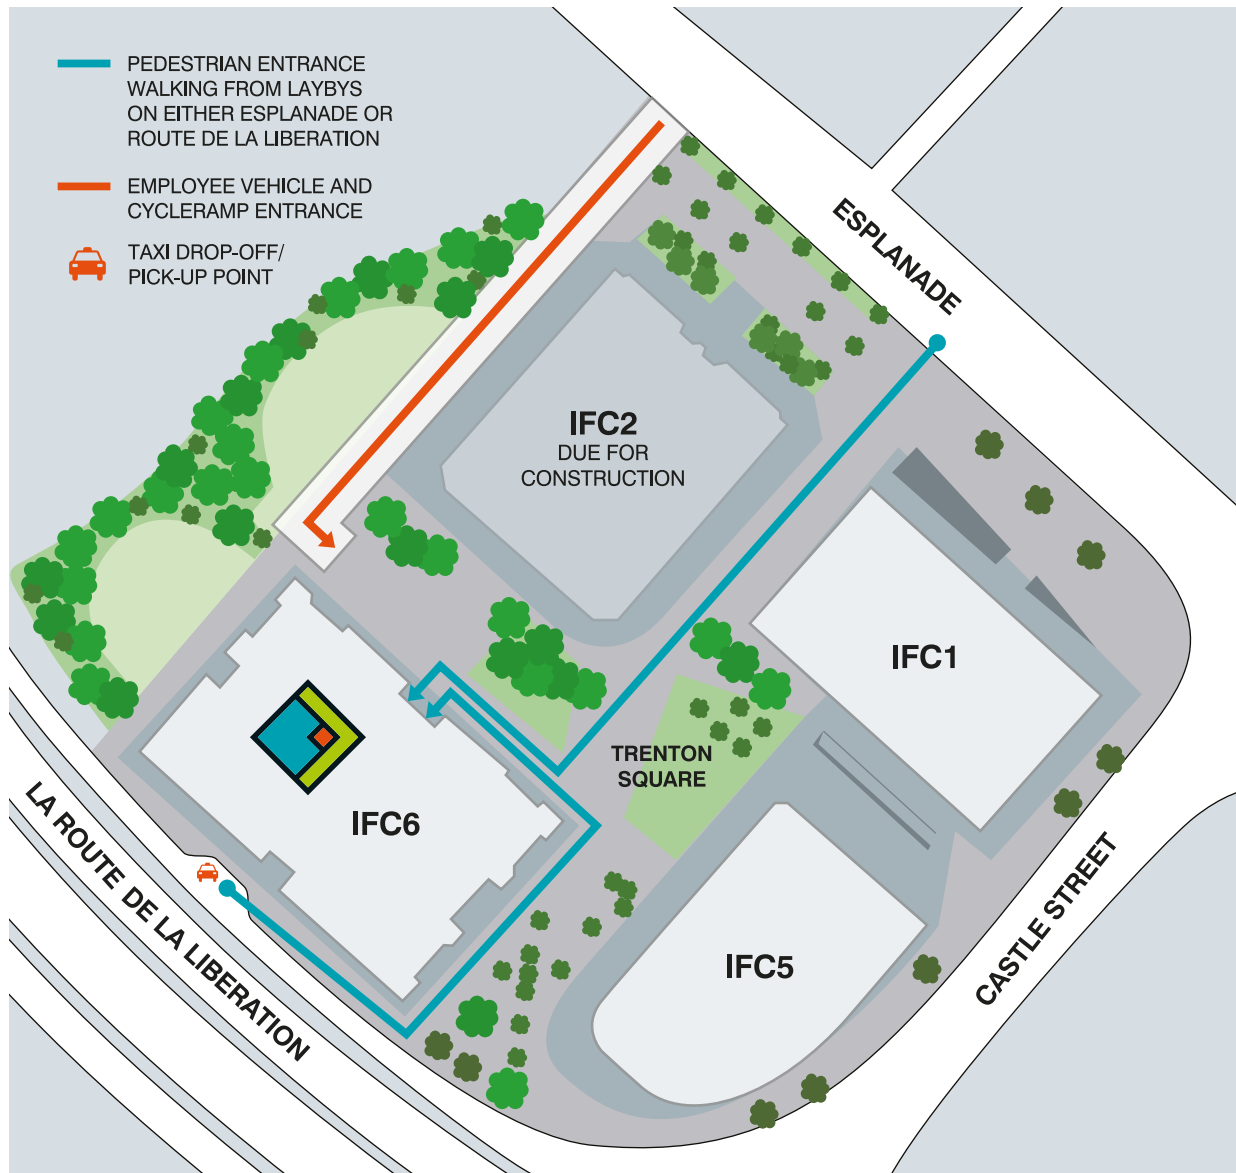 PEDESTRIAN ENTRANCE
WALKING FROM LAYBYS
ON EITHER ESPLANADE OR
ROUTE DE LA LIBERATION
EMPLOYEE VEHICLE AND
CYCLERAMP ENTRANCE
TAXI DROP-OFF/
PICK-UP POINT
ESPLANADE
IFC2
DUE FOR
CONSTRUCTION
IFC1
TRENTON
SQUARE
IFC6
LA ROUTE DE LA LIBERATION
IFC5
CASTLE STREET